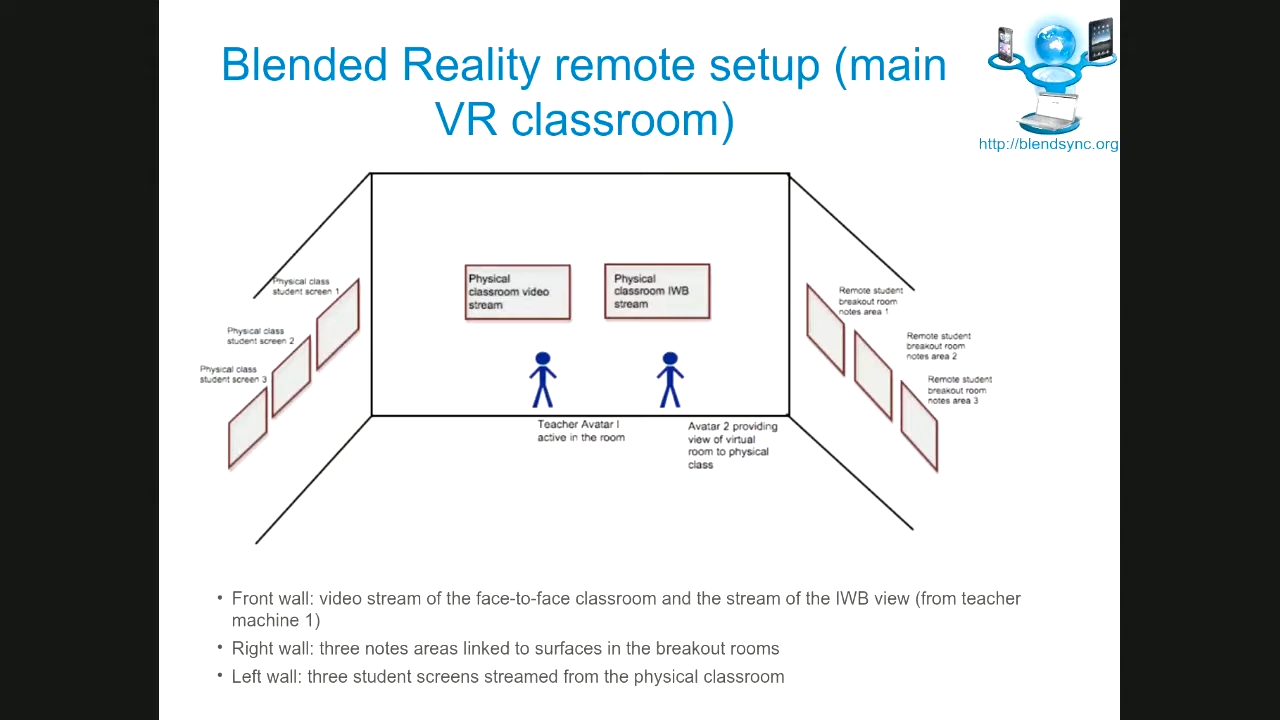 Blended Reality remote setup (main
VR classroom)
http://blendsync.org
Physical class
student screen 1
Physical class
student screen 2
Physical class
student screen 3
Physical
classroom video
stream
Physical
classroom IWB
stream
Remote student
breakout room
notes area 1
Remote student
breakout room
notes area 2
Remote student
breakout room
notes area 3
Teacher Avatar I
active in the room
Avatar 2 providing
view of virtual
room to physical
class
• Front wall: video stream of the face-to-face classroom and the stream of the IWB view (from teacher
machine 1)
• Right wall: three notes areas linked to surfaces in the breakout rooms
• Left wall: three student screens streamed from the physical classroom